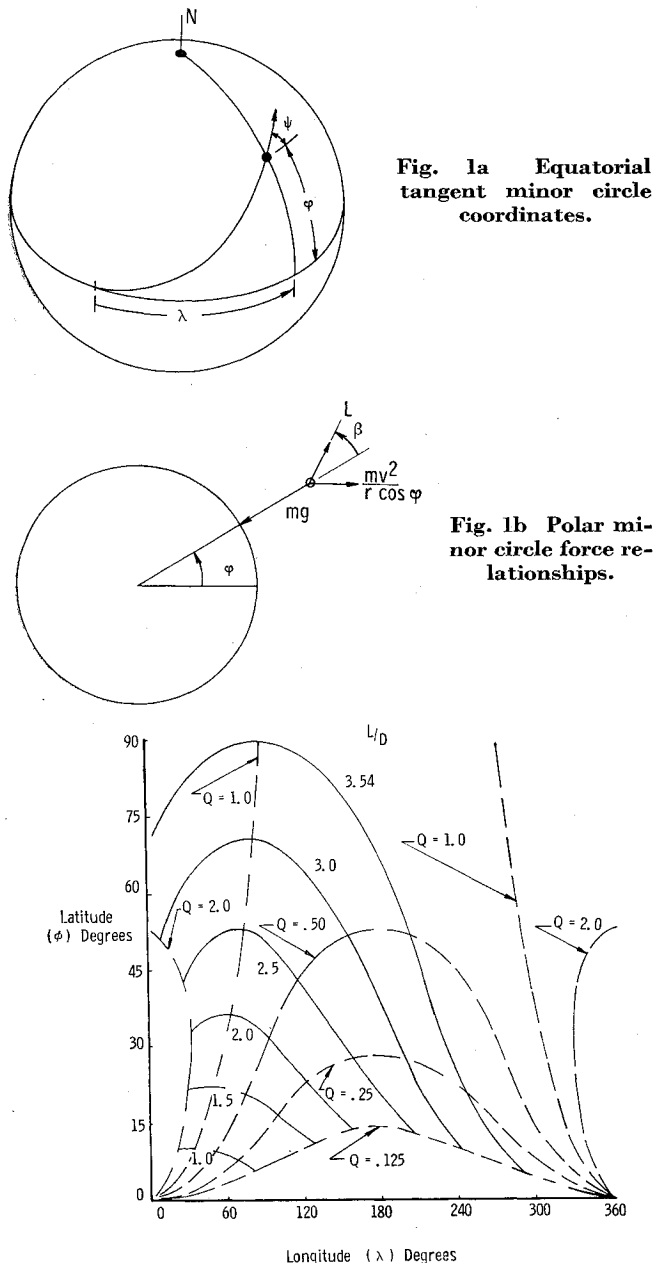 N
ψ
φ
λ
Fig. 1a Equatorial
tangent minor circle
coordinates.
L
β
mv²
r cos φ
mg
φ
Fig. 1b Polar mi-
nor circle force re-
lationships.
L/D
90
75
60
45
30
15
0
Latitude
(ϕ) Degrees
Q = 1.0
3.54
Q = 1.0
3.0
Q = 2.0
Q = .50
Q = 2.0
2.5
2.0
Q = .25
1.5
1.0
Q = .125
0 60 120 180 240 300 360
Longitude (λ) Degrees